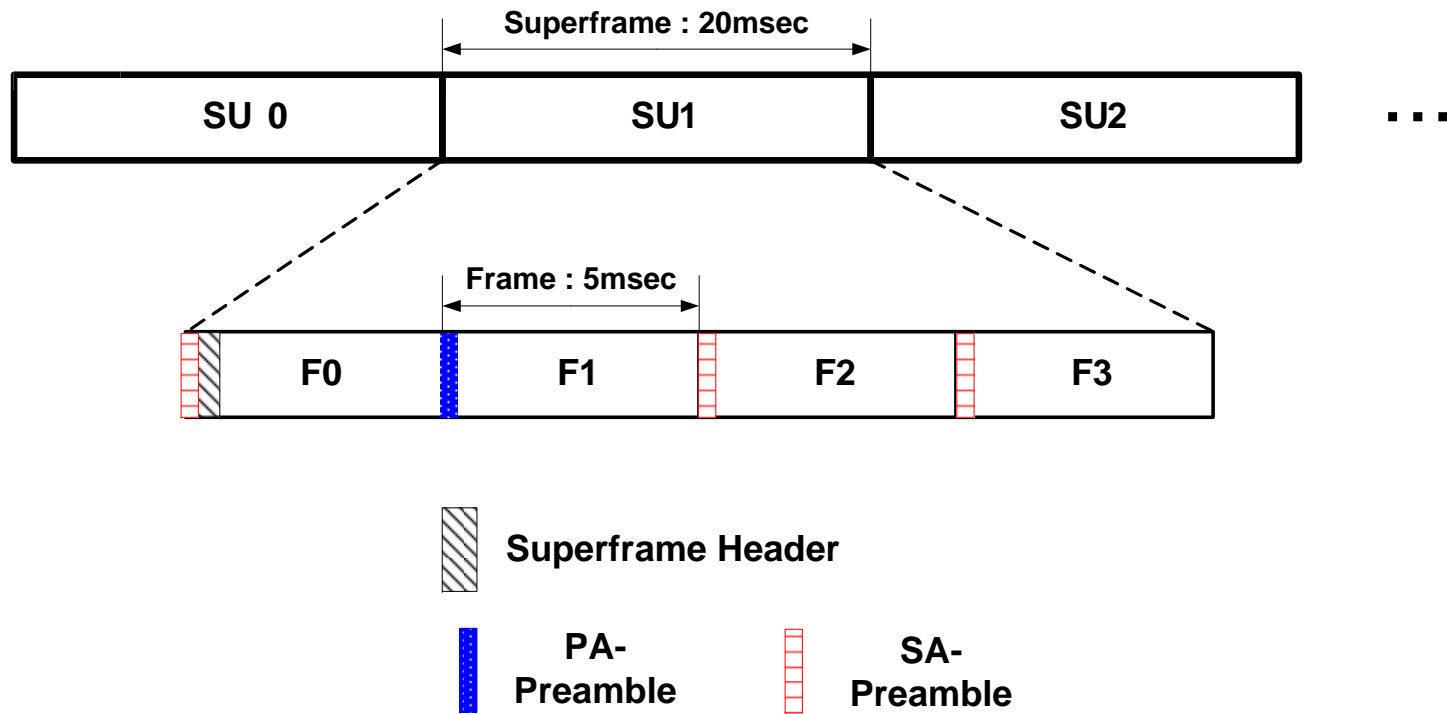 Superframe : 20msec
SU 0
SU1
SU2
...
Frame : 5msec
F0
F1
F2
F3
Superframe Header
PA-
Preamble
SA-
Preamble